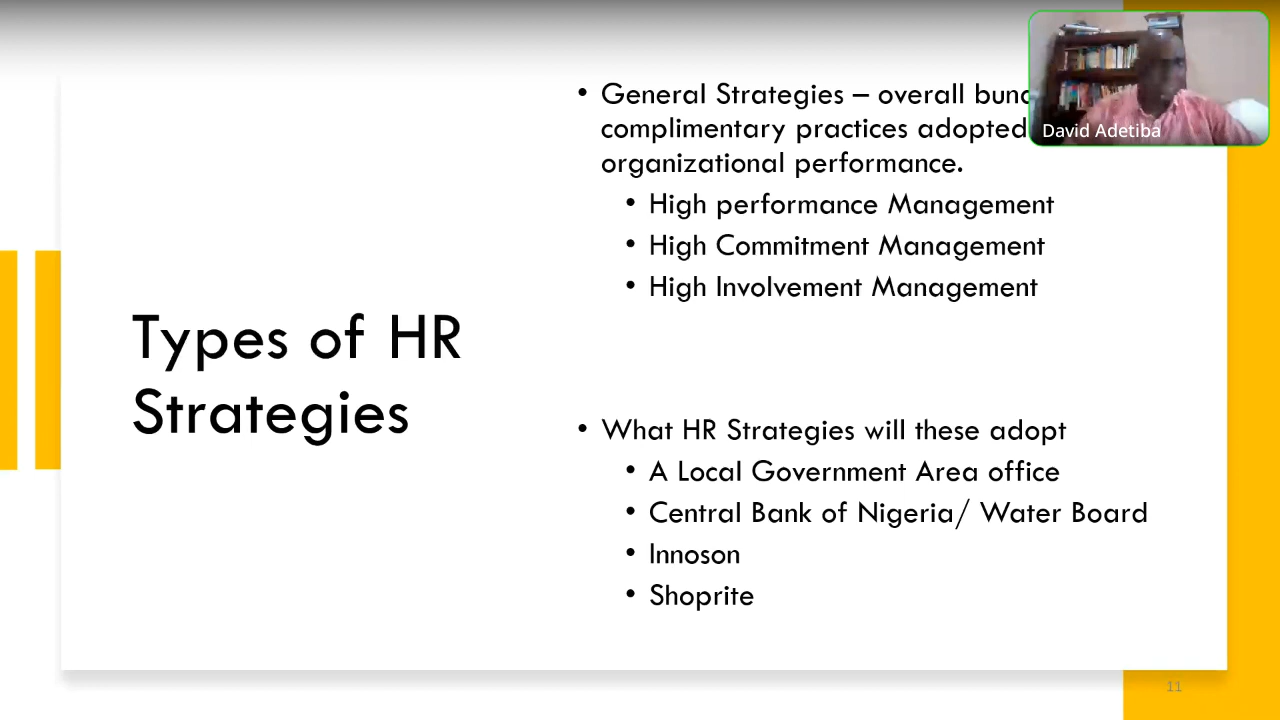 Types of HR
Strategies
• General Strategies – overall
complimentary practices adopted
organizational performance.
• High performance Management
• High Commitment Management
• High Involvement Management
• What HR Strategies will these adopt
• A Local Government Area office
• Central Bank of Nigeria/ Water Board
• Innoson
• Shoprite
David Adetiba
11